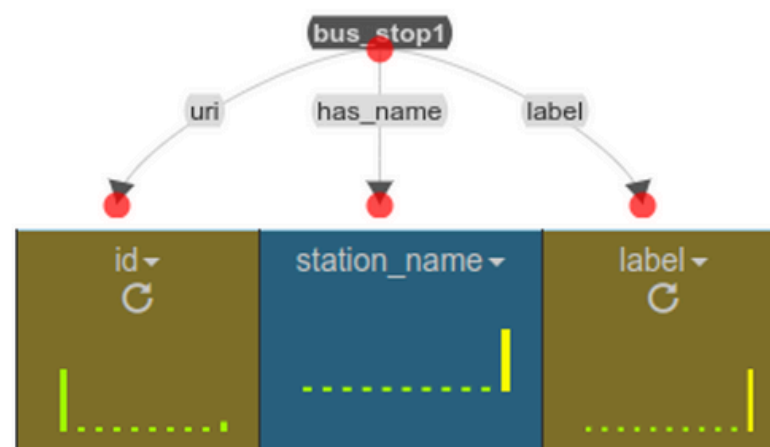 bus_stop1
uri has_name label
id station_name label